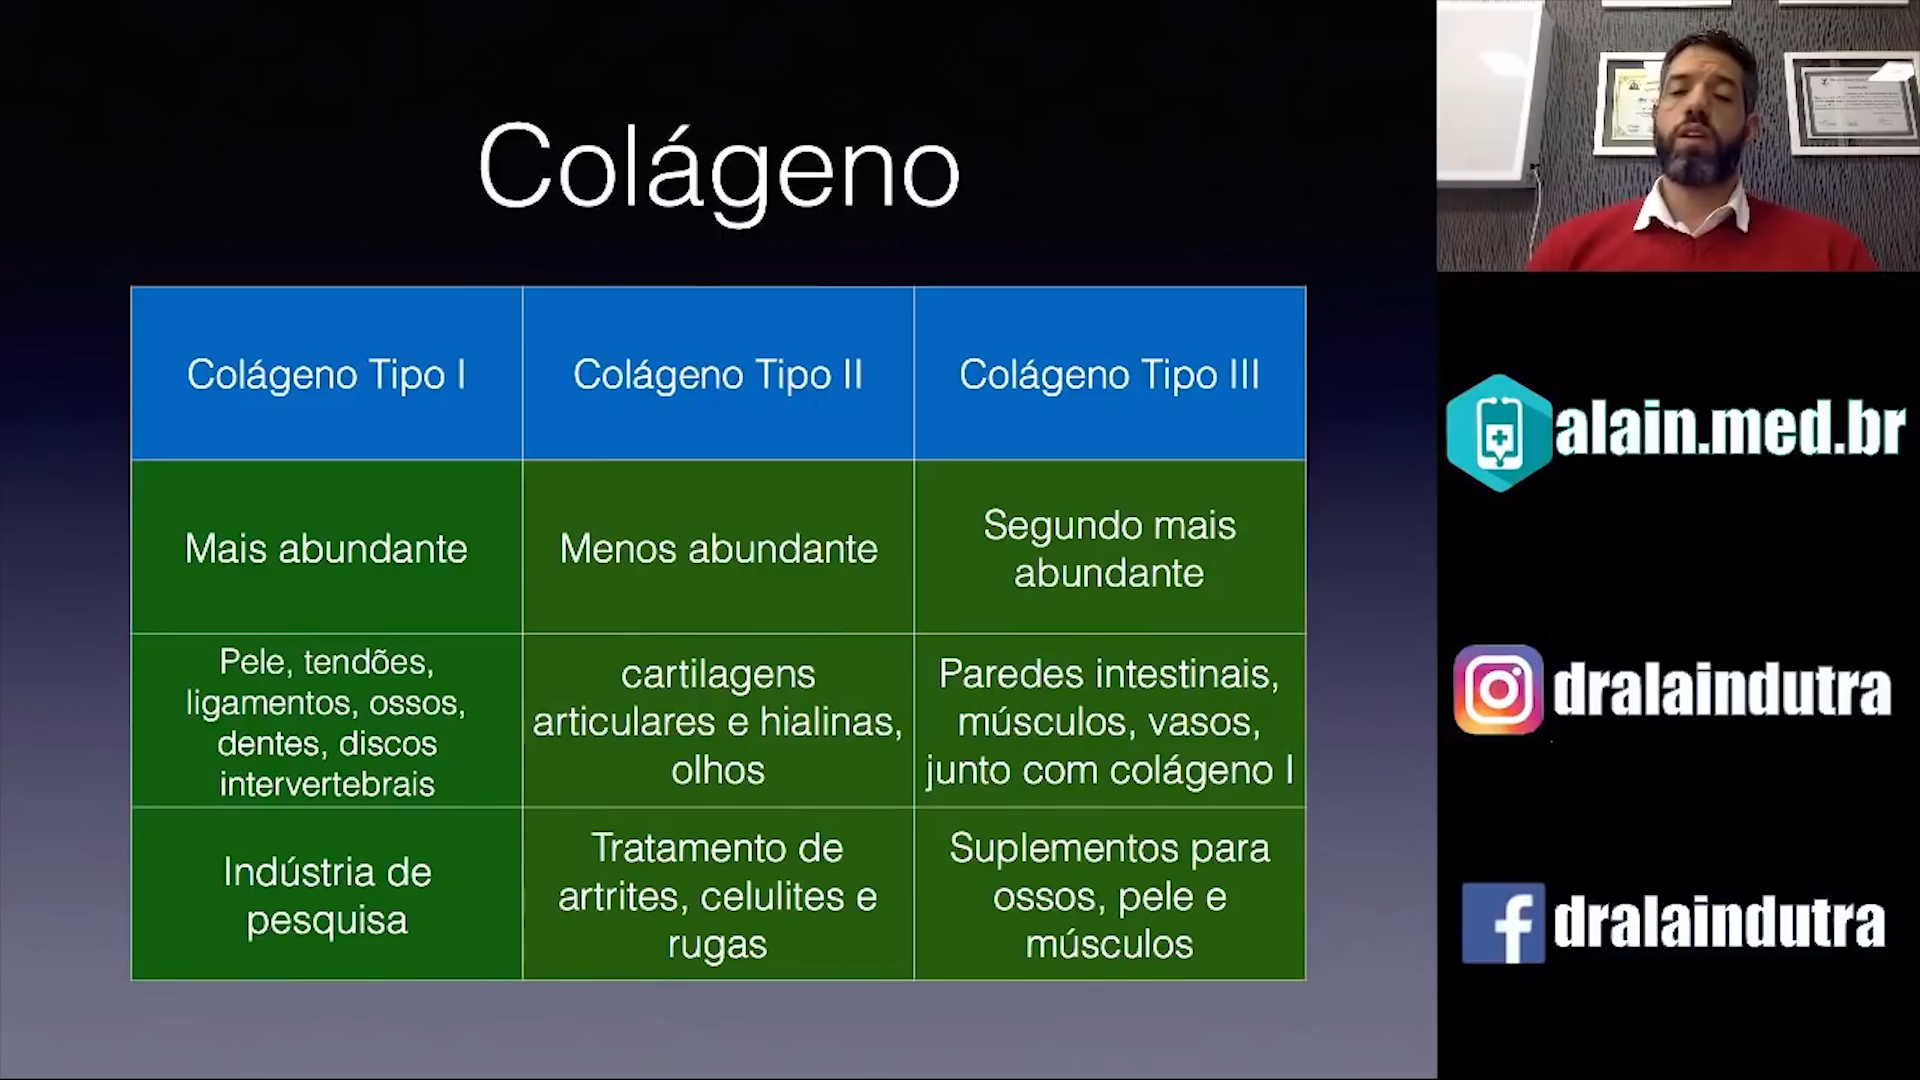 Colágeno
Colágeno Tipo I
Colágeno Tipo II
Colágeno Tipo III
Mais abundante
Menos abundante
Segundo mais
abundante
Pele, tendões,
ligamentos, ossos,
dentes, discos
intervertebrais
cartilagens
articulares e hialinas,
olhos
Paredes intestinais,
músculos, vasos,
junto com colágeno I
Indústria de
pesquisa
Tratamento de
artrites, celulites e
rugas
Suplementos para
ossos, pele e
músculos
alain.med.br
dralaindutra
dralaindutra